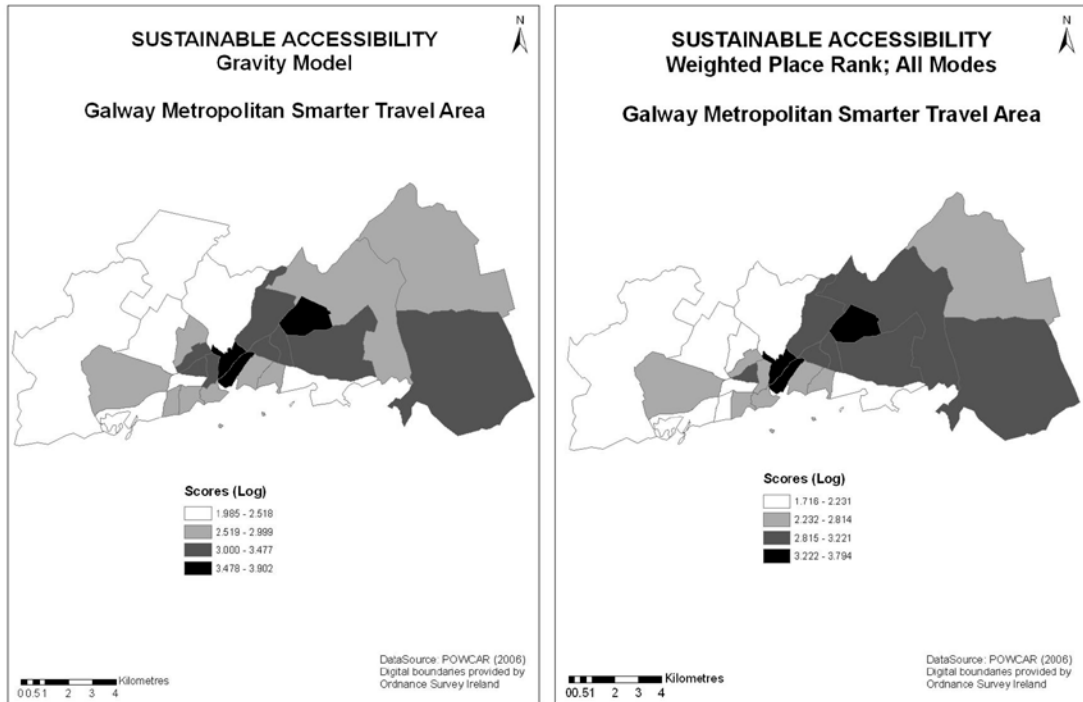 N
SUSTAINABLE ACCESSIBILITY
Gravity Model
Galway Metropolitan Smarter Travel Area
Scores (Log)
1.985 - 2.518
2.519 - 2.999
3.000 - 3.477
3.478 - 3.902
DataSource: POWCAR (2006)
Digital boundaries provided by
Ordnance Survey Ireland
Kilometres
0 0.5 1 2 3 4
N
SUSTAINABLE ACCESSIBILITY
Weighted Place Rank; All Modes
Galway Metropolitan Smarter Travel Area
Scores (Log)
1.716 - 2.231
2.232 - 2.814
2.815 - 3.221
3.222 - 3.794
DataSource: POWCAR (2006)
Digital boundaries provided by
Ordnance Survey Ireland
Kilometres
00.51 2 3 4